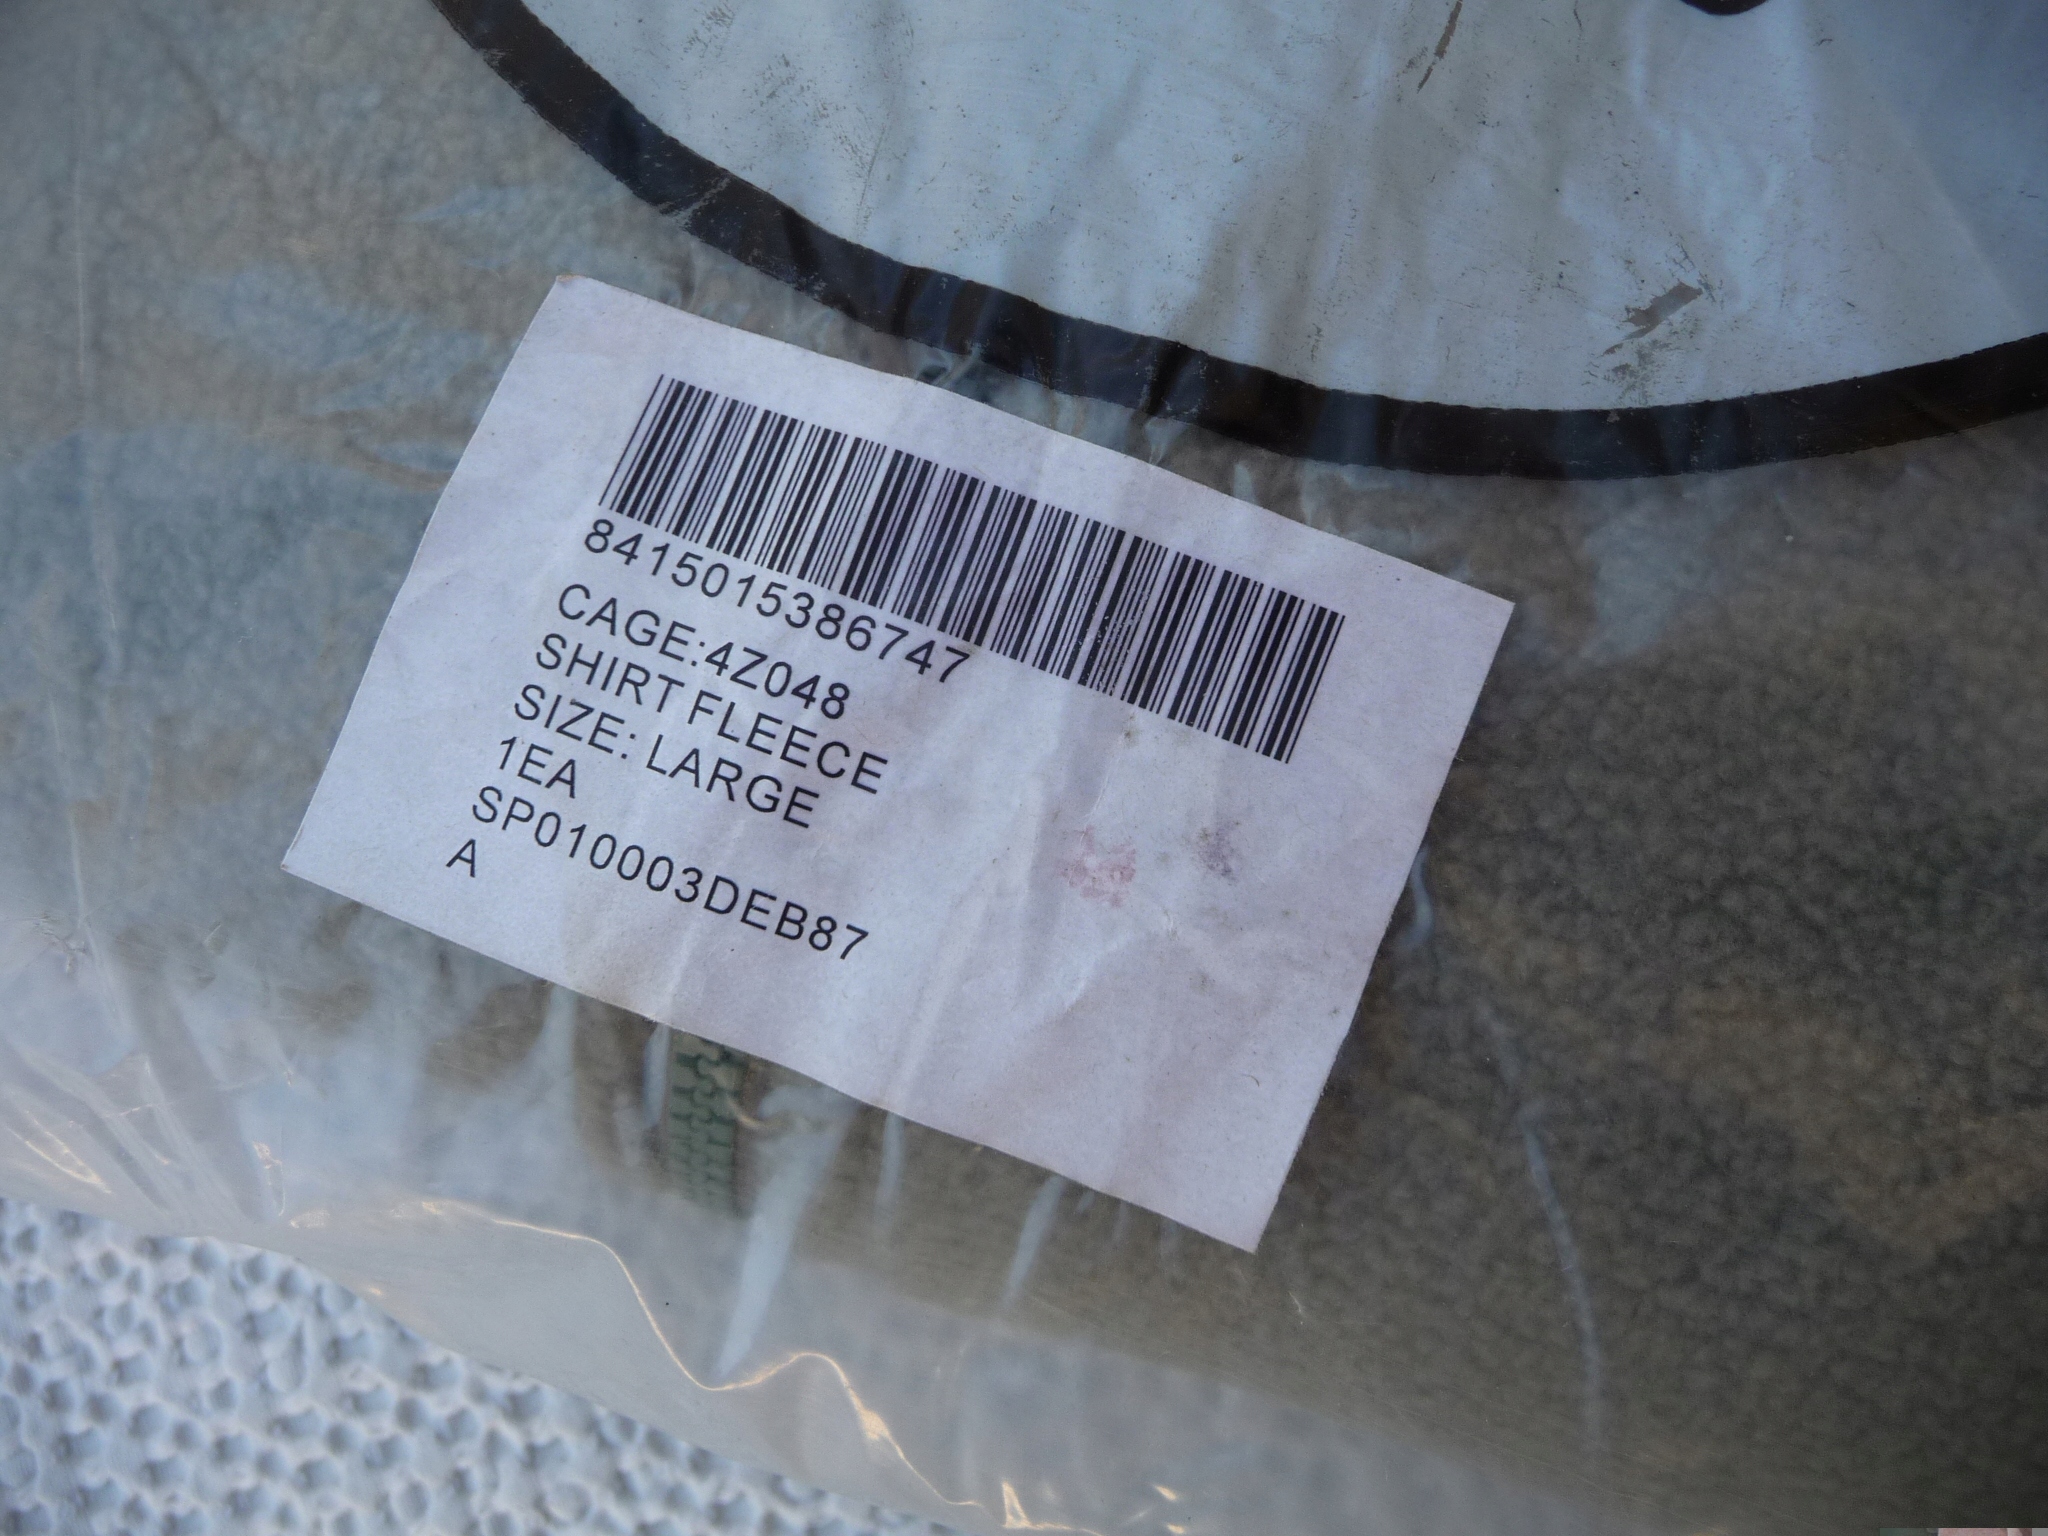 8415015386747
CAGE:4Z048
SHIRT FLEECE
SIZE: LARGE
1EA
SP010003DEB87
A